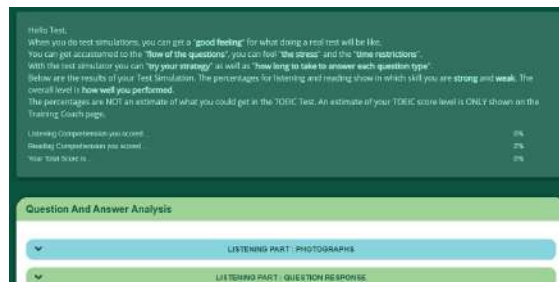 Hello Test,
When you do test simulations, you can get a "good feeling" for what doing a real test will be like.
You can get accustomed to the "flow of the questions", you can feel "the stress" and the "time restrictions".
With the test simulator you can "try your strategy" as well as "how long to take to answer each question type".
Below are the results of your Test Simulation. The percentages for listening and reading show in which skill you are strong and weak. The
overall level is how well you performed.
The percentages are NOT an estimate of what you could get in the TOEIC Test. An estimate of your TOEIC score level is ONLY shown on the
Training Coach page.
Listening Comprehension you scored... 0%
Reading Comprehension you scored... 0%
Your Total Score is... 0%
Question And Answer Analysis
LISTENING PART : PHOTOGRAPHS
LISTENING PART : QUESTION RESPONSE